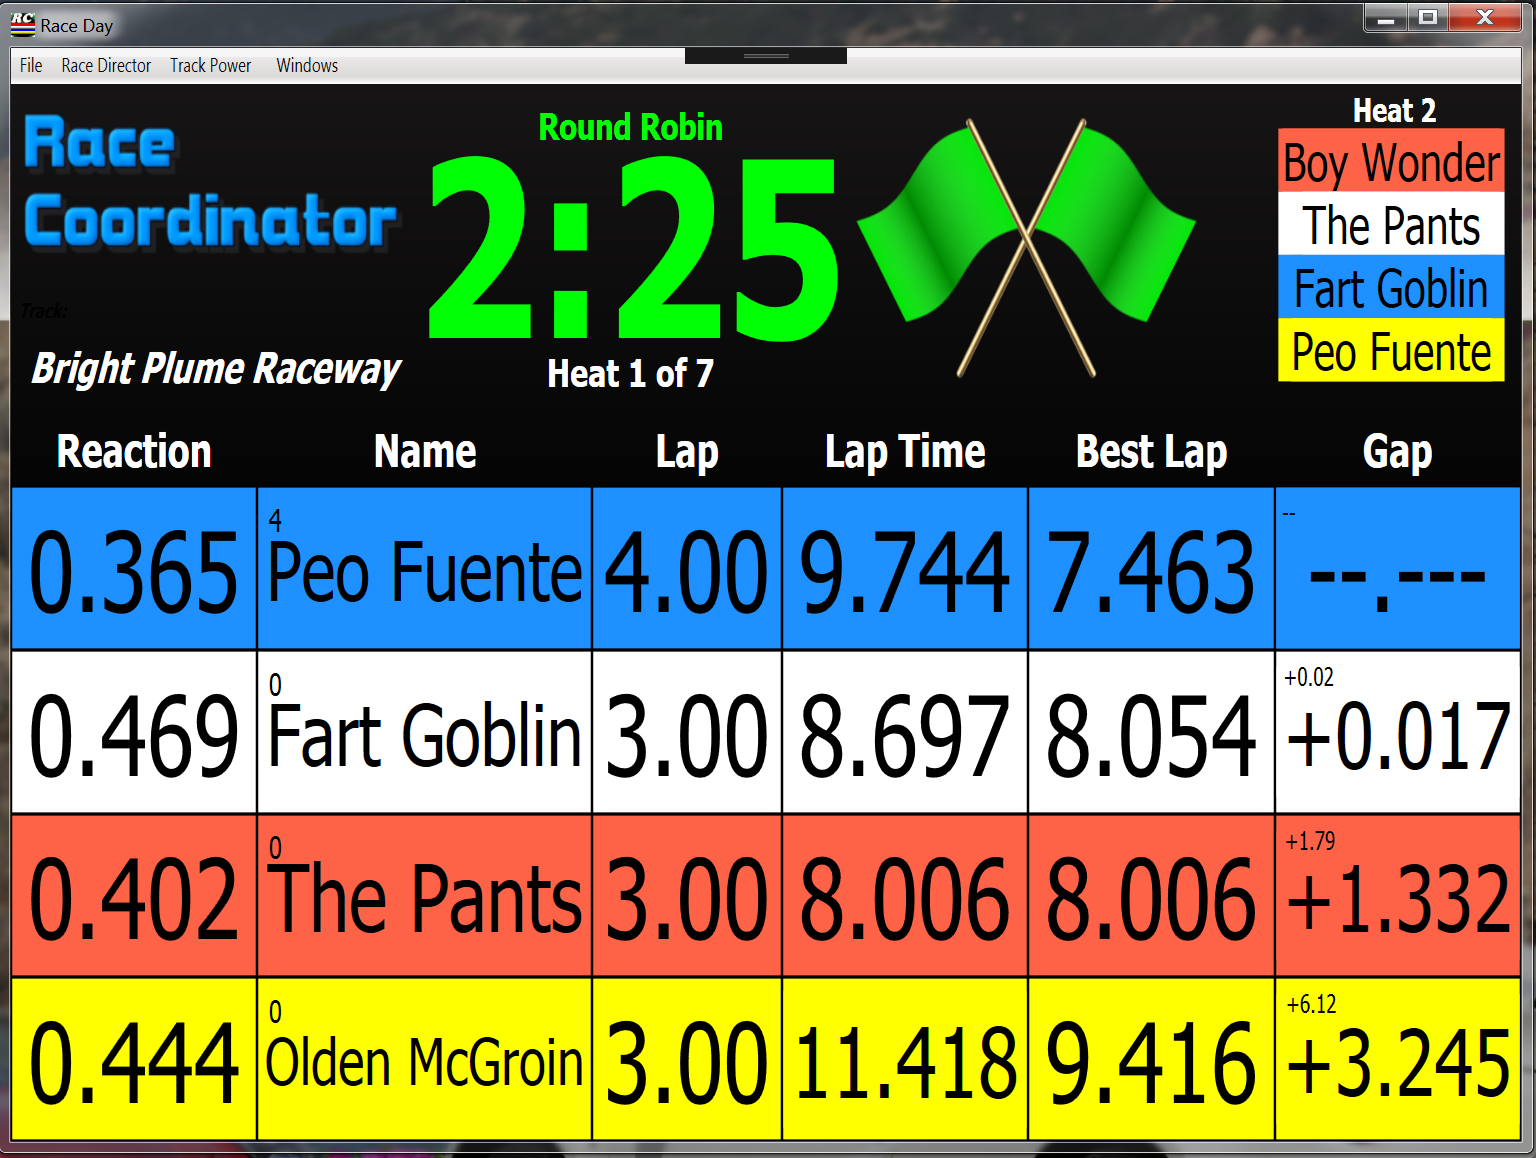 RC Race Day
File Race Director Track Power Windows
Race
Coordinator
Track:
Bright Plume Raceway
Round Robin
2:25
Heat 1 of 7
Heat 2
Boy Wonder
The Pants
Fart Goblin
Peo Fuente
Reaction Name Lap Lap Time Best Lap Gap
4 --
0.365 Peo Fuente 4.00 9.744 7.463 --.---
0 +0.02
0.469 Fart Goblin 3.00 8.697 8.054 +0.017
0 +1.79
0.402 The Pants 3.00 8.006 8.006 +1.332
0 +6.12
0.444 Olden McGroin 3.00 11.418 9.416 +3.245